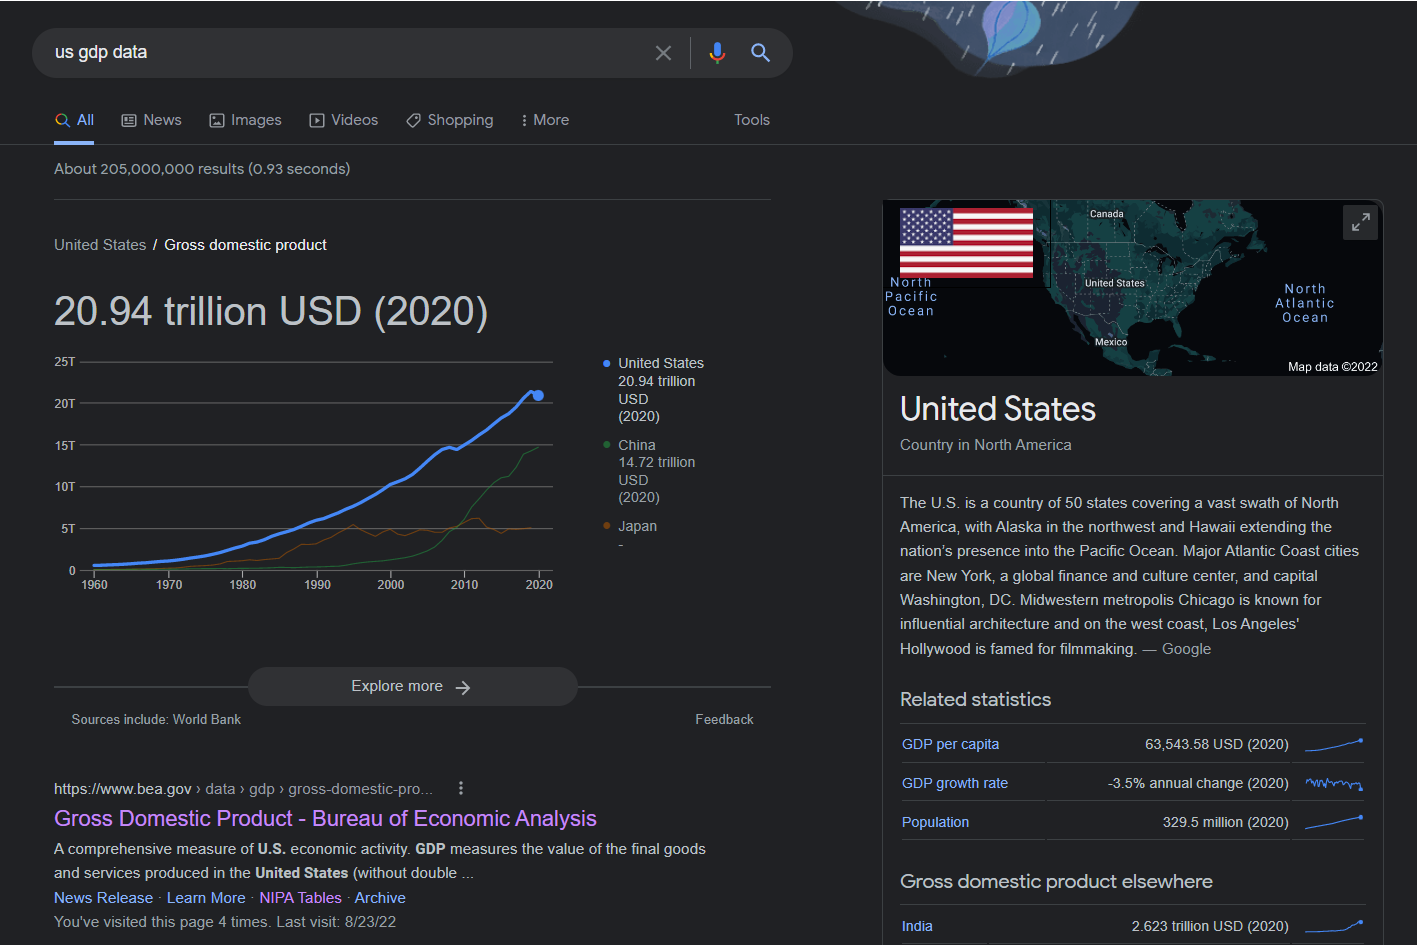 us gdp data
All
News
Images
Videos
Shopping
More
Tools
About 205,000,000 results (0.93 seconds)
United States / Gross domestic product
20.94 trillion USD (2020)
25T
20T
15T
10T
5T
0
1960 1970 1980 1990 2000 2010 2020
United States
20.94 trillion
USD
(2020)
China
14.72 trillion
USD
(2020)
Japan
-
Explore more
Sources include: World Bank
Feedback
https://www.bea.gov › data › gdp › gross-domestic-pro...
Gross Domestic Product - Bureau of Economic Analysis
A comprehensive measure of U.S. economic activity. GDP measures the value of the final goods
and services produced in the United States (without double ...
News Release · Learn More · NIPA Tables · Archive
You've visited this page 4 times. Last visit: 8/23/22
Canada
United States
Mexico
North
Pacific
Ocean
North
Atlantic
Ocean
Map data ©2022
United States
Country in North America
The U.S. is a country of 50 states covering a vast swath of North
America, with Alaska in the northwest and Hawaii extending the
nation's presence into the Pacific Ocean. Major Atlantic Coast cities
are New York, a global finance and culture center, and capital
Washington, DC. Midwestern metropolis Chicago is known for
influential architecture and on the west coast, Los Angeles'
Hollywood is famed for filmmaking. — Google
Related statistics
GDP per capita 63,543.58 USD (2020)
GDP growth rate -3.5% annual change (2020)
Population 329.5 million (2020)
Gross domestic product elsewhere
India 2.623 trillion USD (2020)